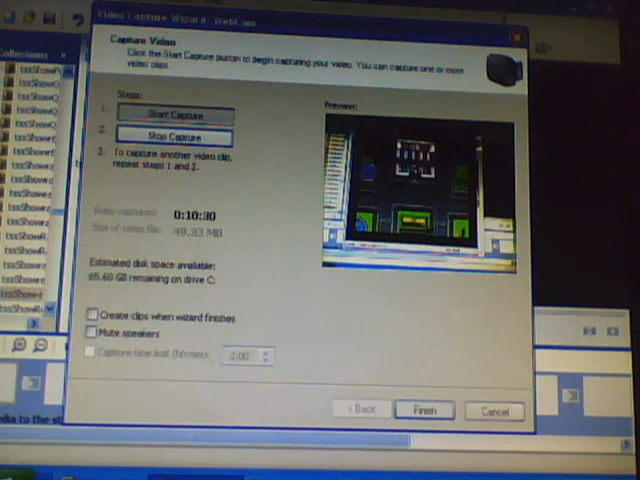 Video Capture Wizard: WebCam
Capture Video
Click the Start Capture button to begin capturing your video. You can capture one or more
video clips.
Collections
Steps:
Preview:
1. Start Capture
2. Stop Capture
3. To capture another video clip,
repeat steps 1 and 2.
Video captured: 0:10:30
Size of video file: 49.33 MB
Estimated disk space available:
65.60 GB remaining on drive C:
Create clips when wizard finishes
Mute speakers
Capture time limit (hh:mm): 2:00
< Back
Finish
Cancel